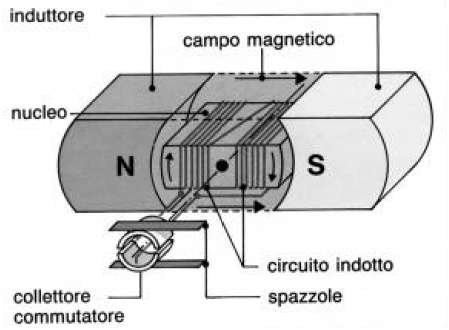 induttore
campo magnetico
nucleo
N
S
circuito indotto
collettore
commutatore
spazzole